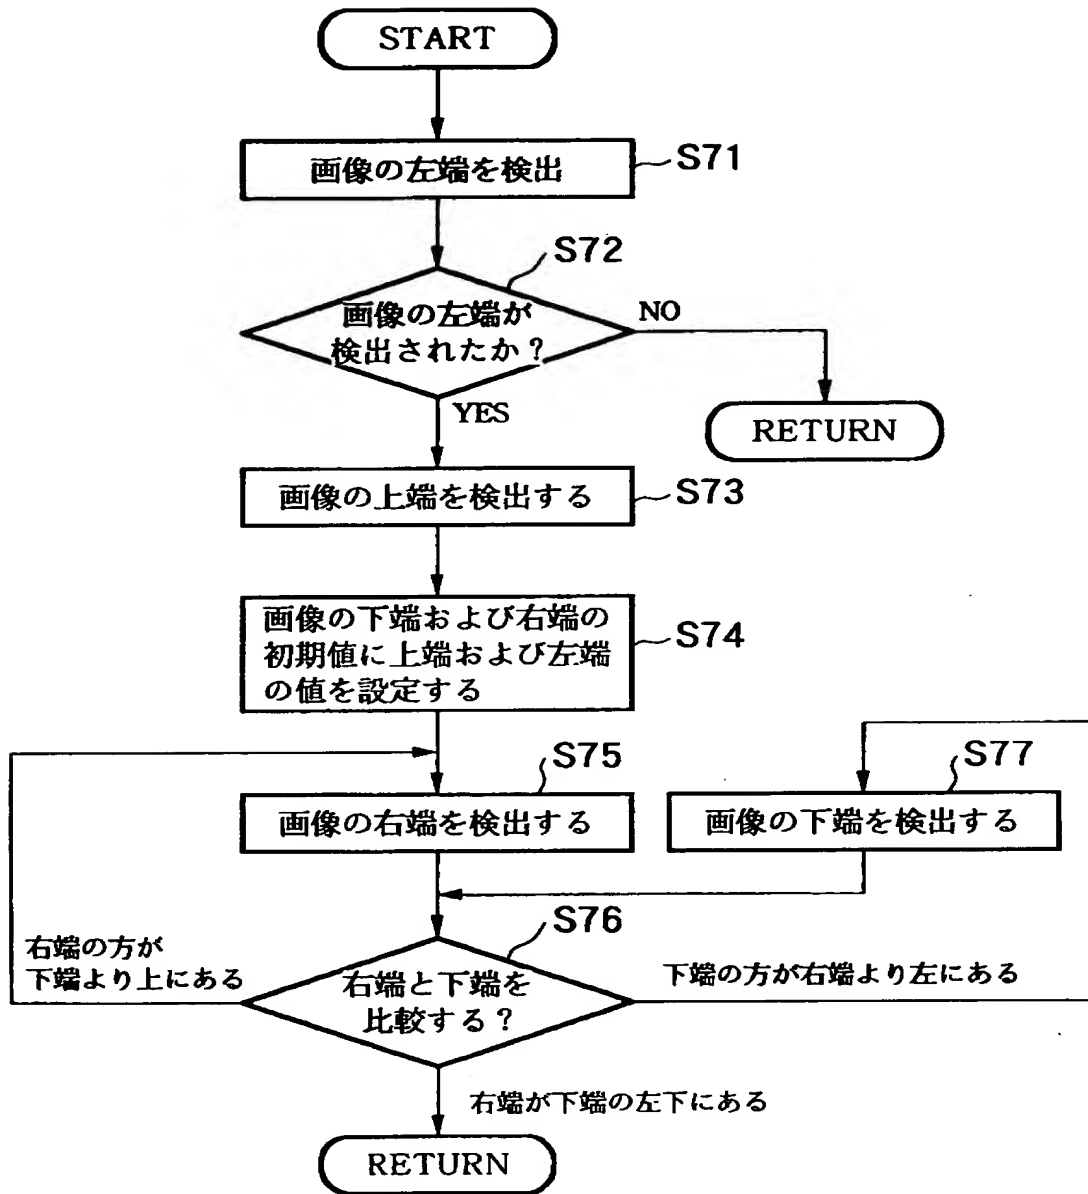 START
画像の左端を検出
S71
S72
画像の左端が
検出されたか？
NO
YES
RETURN
画像の上端を検出する
S73
画像の下端および右端の
初期値に上端および左端
の値を設定する
S74
S75
画像の右端を検出する
S77
画像の下端を検出する
S76
右端の方が
下端より上にある
右端と下端を
比較する？
下端の方が右端より左にある
右端が下端の左下にある
RETURN